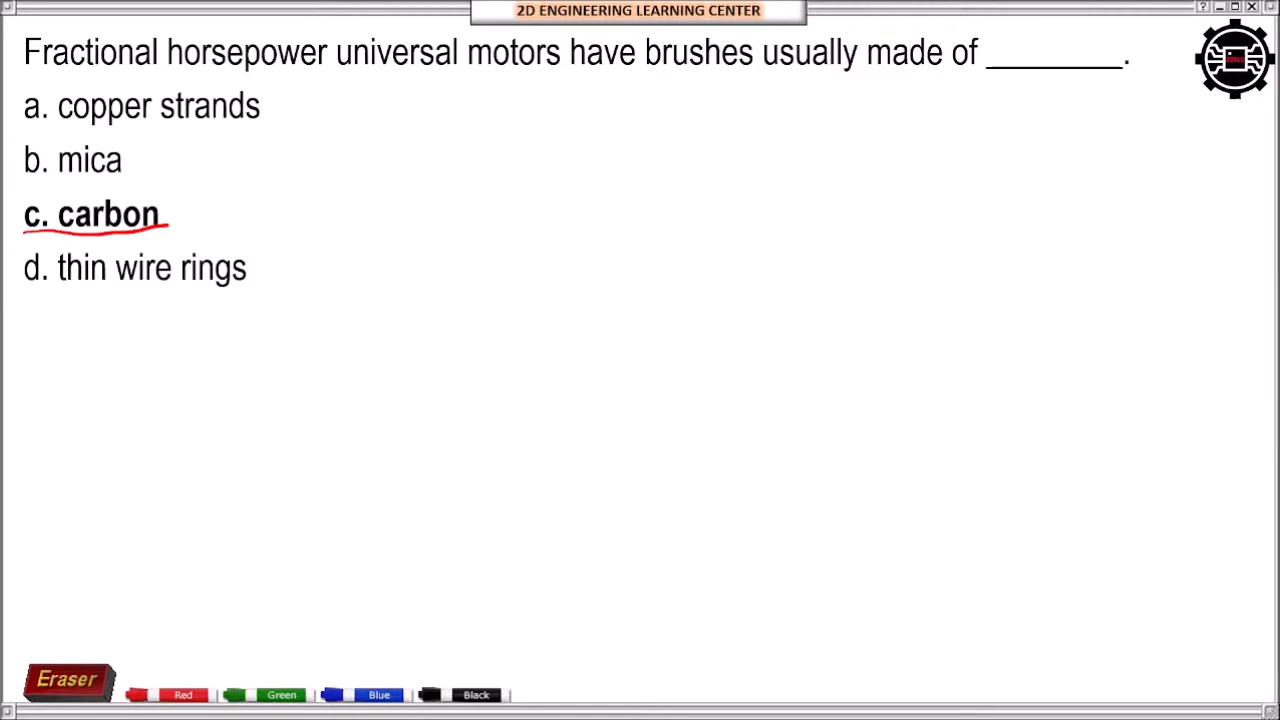 2D ENGINEERING LEARNING CENTER
Fractional horsepower universal motors have brushes usually made of _________.
a. copper strands
b. mica
c. carbon
d. thin wire rings
Eraser
Red
Green
Blue
Black